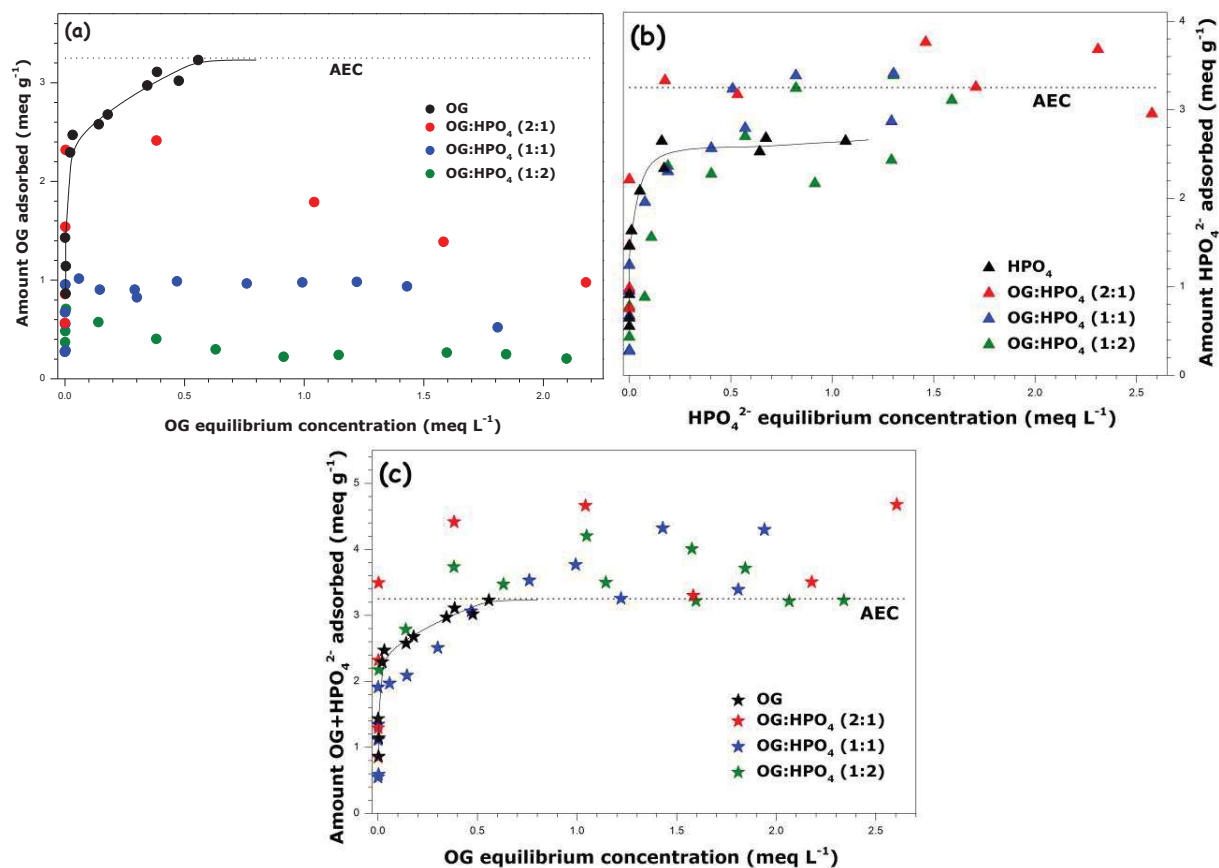 (a)
Amount OG adsorbed (meq g⁻¹)
3
2
1
0
AEC
OG
OG:HPO₄ (2:1)
OG:HPO₄ (1:1)
OG:HPO₄ (1:2)
0.0 0.5 1.0 1.5 2.0
OG equilibrium concentration (meq L⁻¹)
(b)
AEC
HPO₄
OG:HPO₄ (2:1)
OG:HPO₄ (1:1)
OG:HPO₄ (1:2)
4
3
2
1
0
Amount HPO₄²⁻ adsorbed (meq g⁻¹)
0.0 0.5 1.0 1.5 2.0 2.5
HPO₄²⁻ equilibrium concentration (meq L⁻¹)
(c)
Amount OG+HPO₄²⁻ adsorbed (meq g⁻¹)
5
4
3
2
1
0
AEC
OG
OG:HPO₄ (2:1)
OG:HPO₄ (1:1)
OG:HPO₄ (1:2)
0.0 0.5 1.0 1.5 2.0 2.5
OG equilibrium concentration (meq L⁻¹)